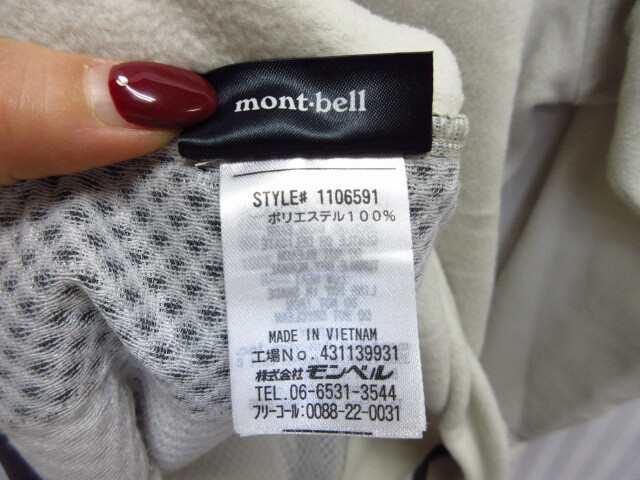 mont·bell
STYLE# 1106591
ポリエステル100%
MADE IN VIETNAM
工場No. 431139931
株式会社 モンベル
TEL. 06-6531-3544
フリーコール:0088-22-0031